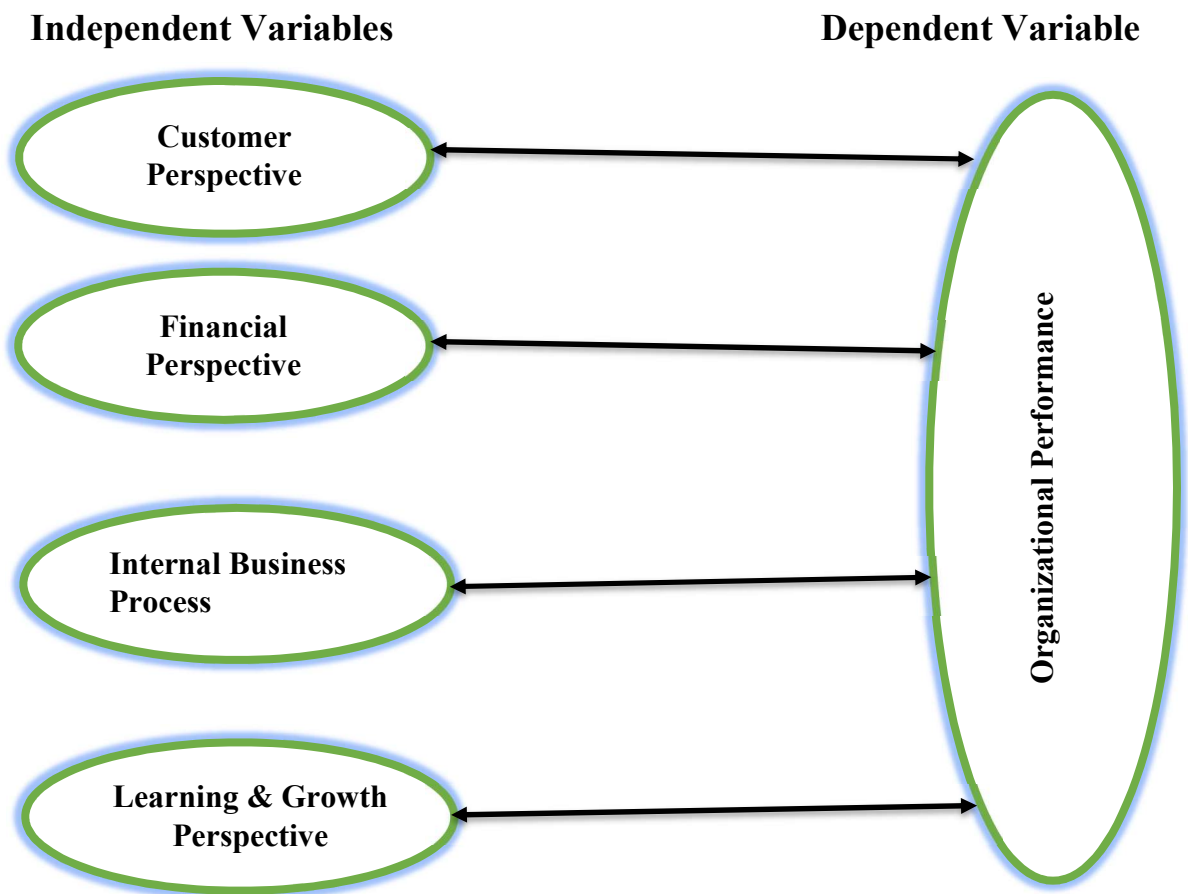 Independent Variables
Dependent Variable
Customer
Perspective
Financial
Perspective
Internal Business
Process
Learning & Growth
Perspective
Organizational Performance